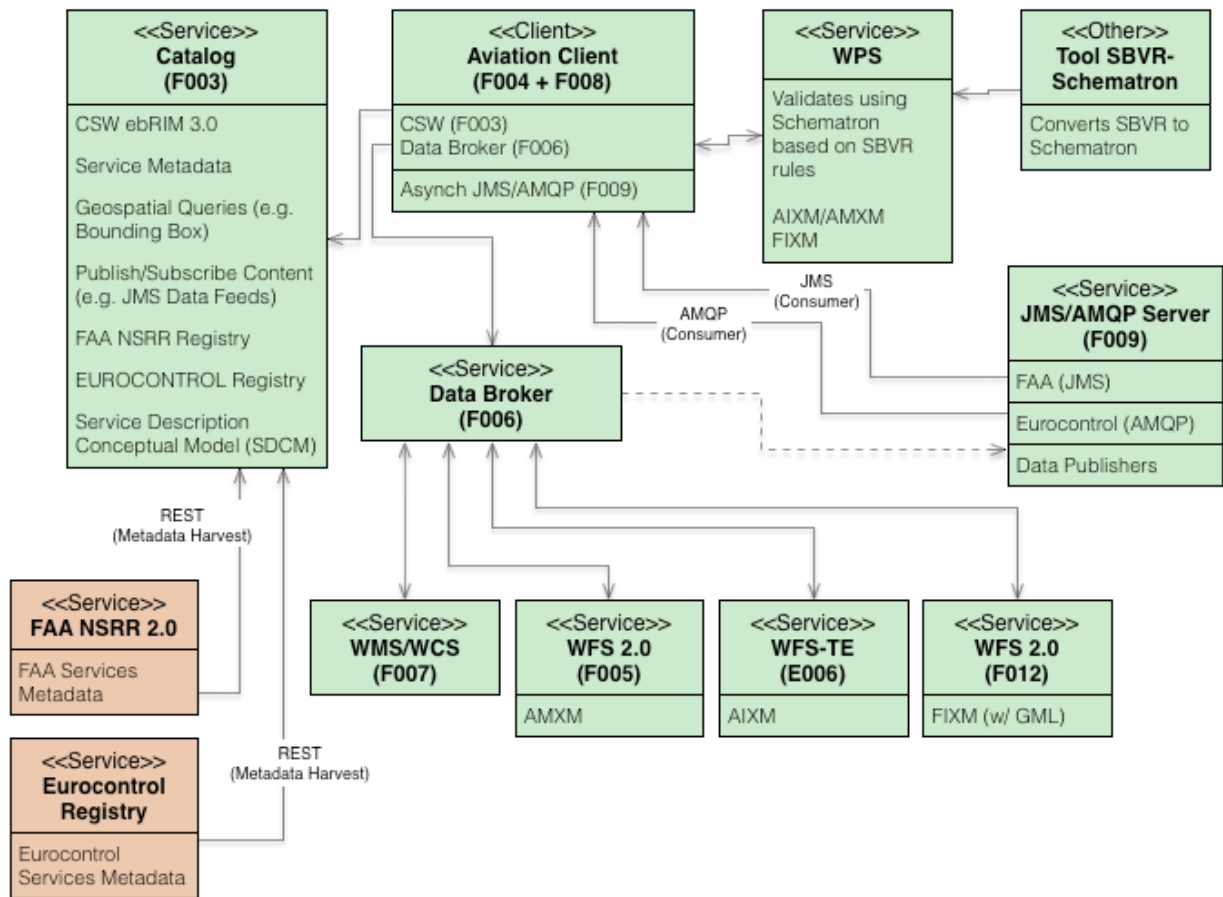 <<Service>>
Catalog
(F003)
CSW ebRIM 3.0
Service Metadata
Geospatial Queries (e.g.
Bounding Box)
Publish/Subscribe Content
(e.g. JMS Data Feeds)
FAA NSRR Registry
EUROCONTROL Registry
Service Description
Conceptual Model (SDCM)
<<Client>>
Aviation Client
(F004 + F008)
CSW (F003)
Data Broker (F006)
Asynch JMS/AMQP (F009)
<<Service>>
WPS
Validates using
Schematron
based on SBVR
rules
AIXM/AMXM
FIXM
<<Other>>
Tool SBVR-
Schematron
Converts SBVR to
Schematron
JMS
(Consumer)
AMQP
(Consumer)
<<Service>>
JMS/AMQP Server
(F009)
FAA (JMS)
Eurocontrol (AMQP)
Data Publishers
<<Service>>
Data Broker
(F006)
REST
(Metadata Harvest)
<<Service>>
FAA NSRR 2.0
FAA Services
Metadata
<<Service>>
WMS/WCS
(F007)
<<Service>>
WFS 2.0
(F005)
AMXM
<<Service>>
WFS-TE
(E006)
AIXM
<<Service>>
WFS 2.0
(F012)
FIXM (w/ GML)
REST
(Metadata Harvest)
<<Service>>
Eurocontrol
Registry
Eurocontrol
Services Metadata